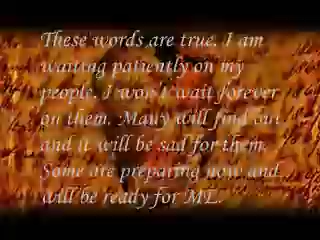 These words are true. I am
waiting patiently on my
people. I won't wait forever
on them. Many will find out
and it will be sad for them.
Some are preparing now and
will be ready for ME.